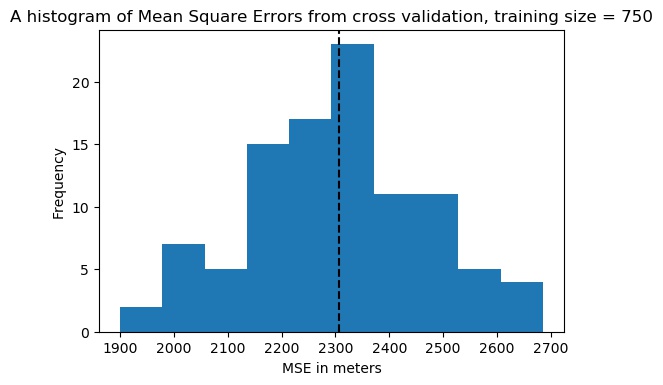 A histogram of Mean Square Errors from cross validation, training size = 750
20
15
10
5
0
Frequency
1900 2000 2100 2200 2300 2400 2500 2600 2700
MSE in meters